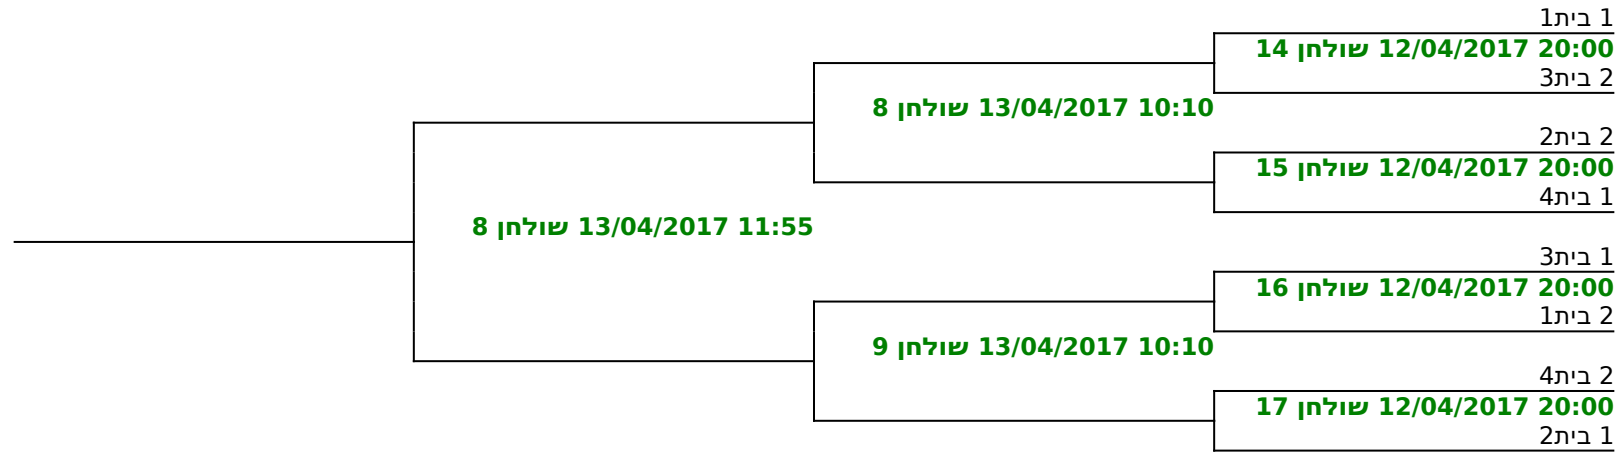 1 בית1
20:00 12/04/2017 שולחן 14
2 בית3
10:10 13/04/2017 שולחן 8
2 בית2
20:00 12/04/2017 שולחן 15
1 בית4
11:55 13/04/2017 שולחן 8
1 בית3
20:00 12/04/2017 שולחן 16
2 בית1
10:10 13/04/2017 שולחן 9
2 בית4
20:00 12/04/2017 שולחן 17
1 בית2